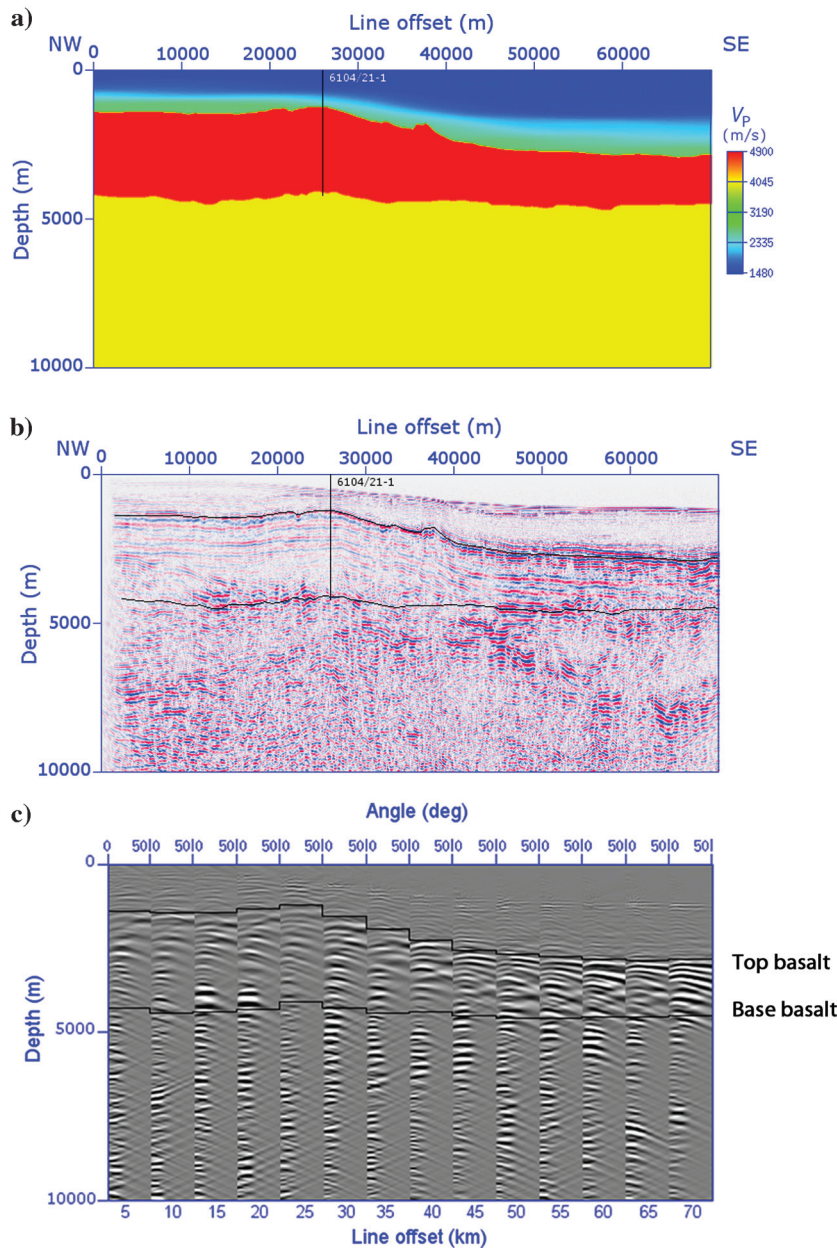 a)
Line offset (m)
NW
SE
0 10000 20000 30000 40000 50000 60000
0
6104/21-1
5000
10000
Depth (m)
VP
(m/s)
4900
4045
3190
2335
1480
b)
Line offset (m)
NW
SE
0 10000 20000 30000 40000 50000 60000
0
6104/21-1
5000
10000
Depth (m)
c)
Angle (deg)
0 50|0 50|0 50|0 50|0 50|0 50|0 50|0 50|0 50|0 50|0 50|0 50|0 50|0 50
0
5000
10000
Depth (m)
Top basalt
Base basalt
5 10 15 20 25 30 35 40 45 50 55 60 65 70
Line offset (km)